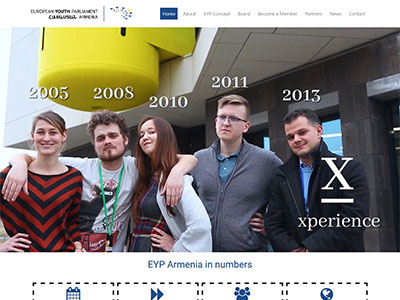 EUROPEAN YOUTH PARLIAMENT
ARMENIA
Home About EYP Concept Board Become a Member Partners News Contact
2005
2008
2010
2011
2013
X
xperience
EYP Armenia in numbers